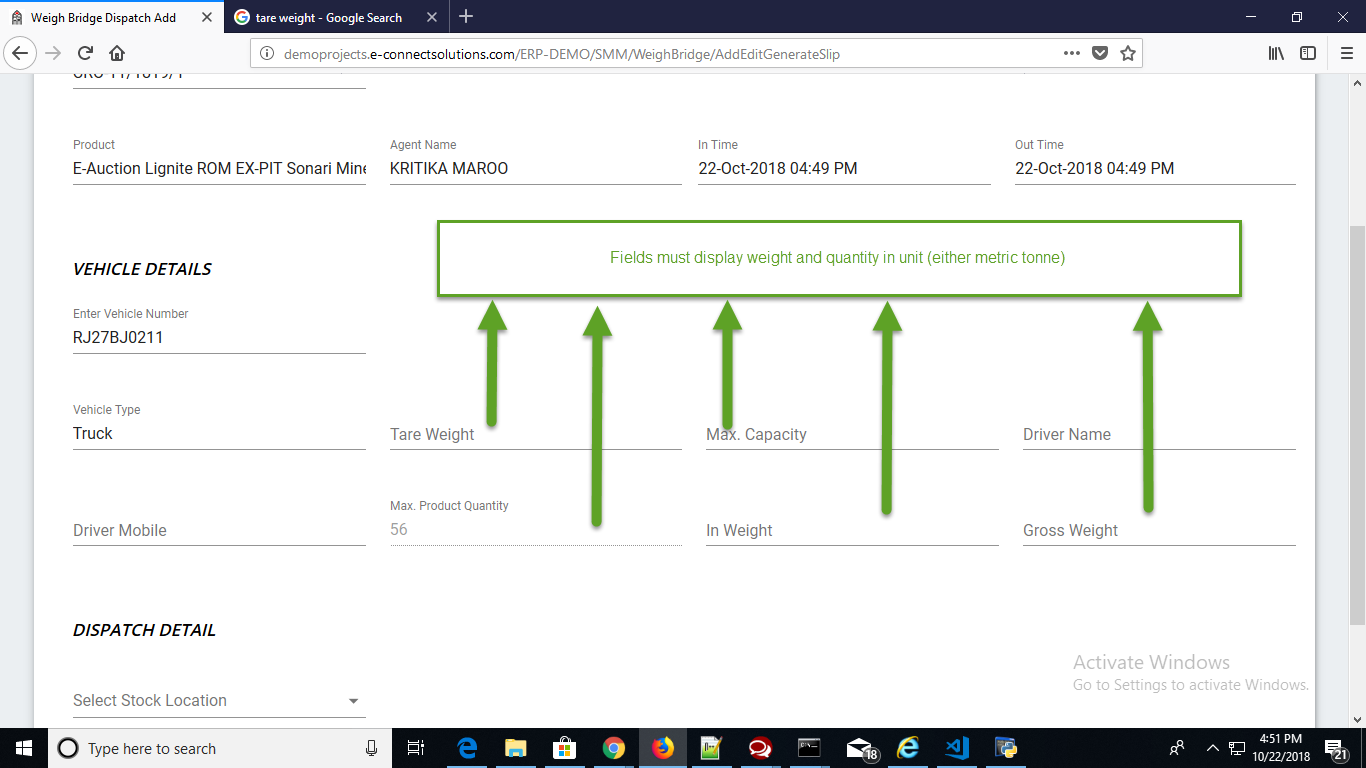 Weigh Bridge Dispatch Add
tare weight - Google Search
demoprojects.e-connectsolutions.com/ERP-DEMO/SMM/WeighBridge/AddEditGenerateSlip
Product
Agent Name
In Time
Out Time
E-Auction Lignite ROM EX-PIT Sonari Mine
KRITIKA MAROO
22-Oct-2018 04:49 PM
22-Oct-2018 04:49 PM
Fields must display weight and quantity in unit (either metric tonne)
VEHICLE DETAILS
Enter Vehicle Number
RJ27BJ0211
Vehicle Type
Truck
Tare Weight
Max. Capacity
Driver Name
Max. Product Quantity
Driver Mobile
56
In Weight
Gross Weight
DISPATCH DETAIL
Select Stock Location
Activate Windows
Go to Settings to activate Windows.
Type here to search
18
4:51 PM
10/22/2018
21